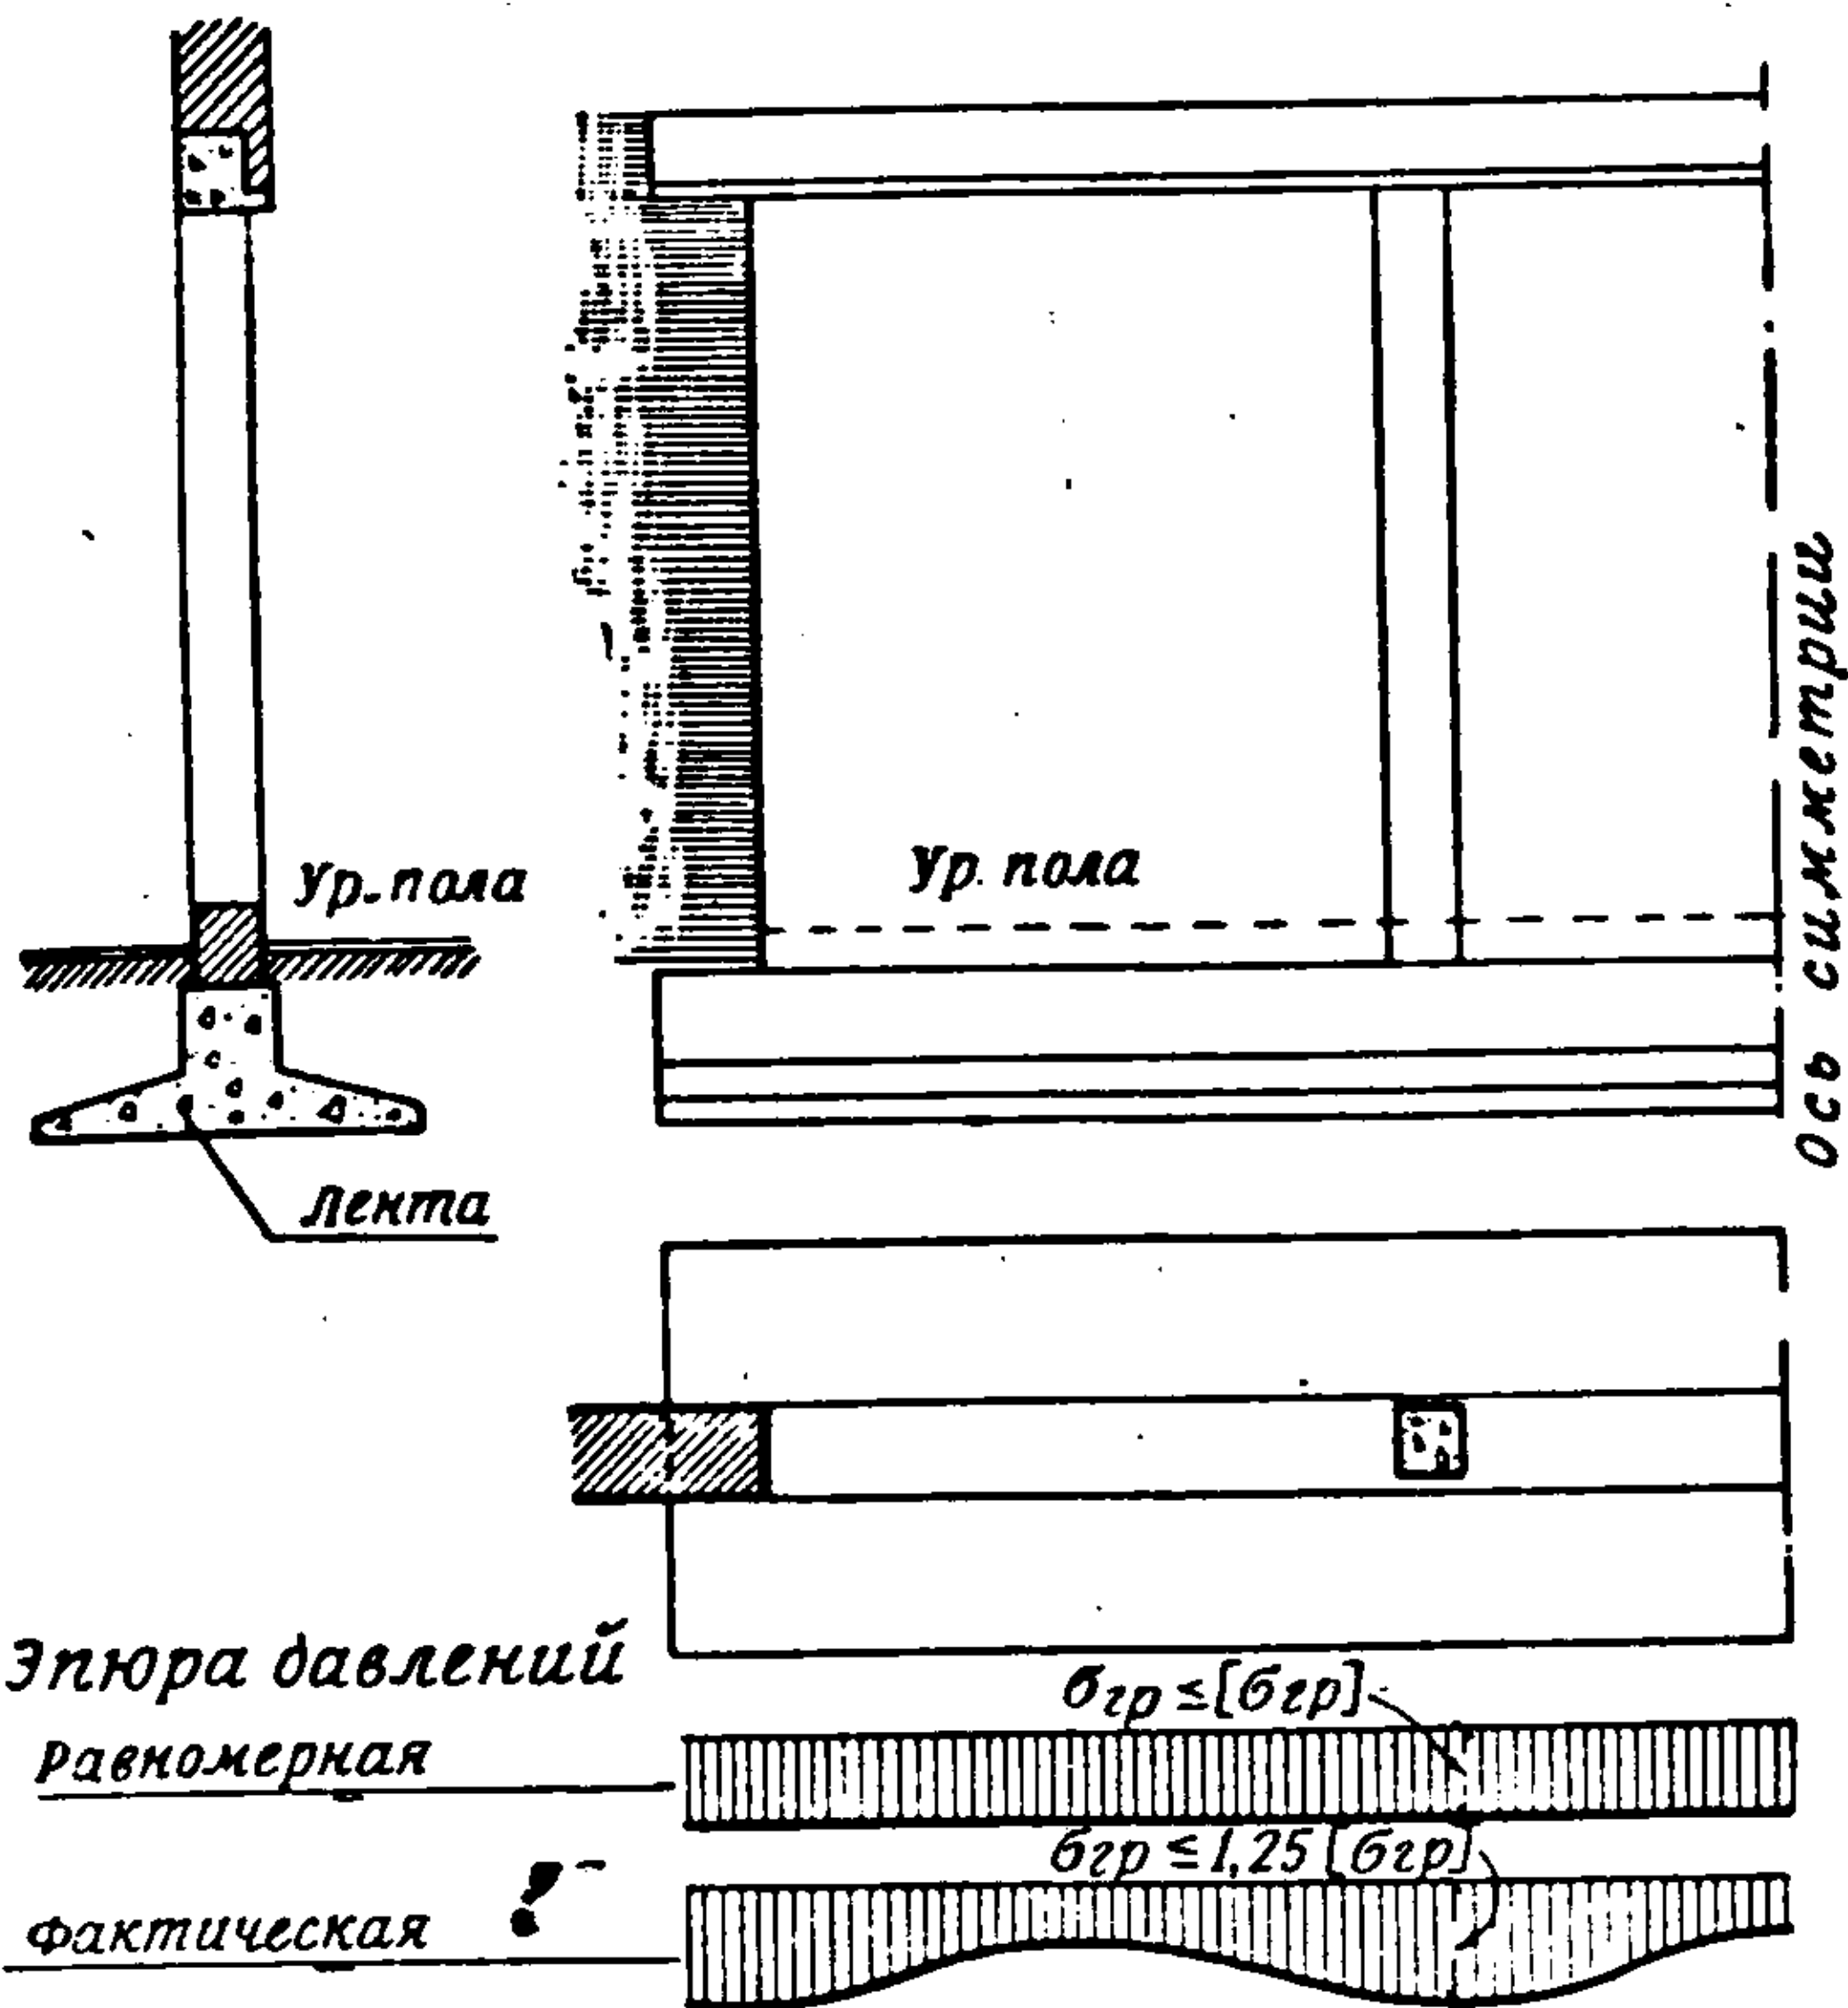 Ур. пола
Ур. пола
ось симметрии
Лента
Эпюра давлений
σгр ≤ [σгр]
Равномерная
σгр ≤ 1,25 [σгр]
Фактическая